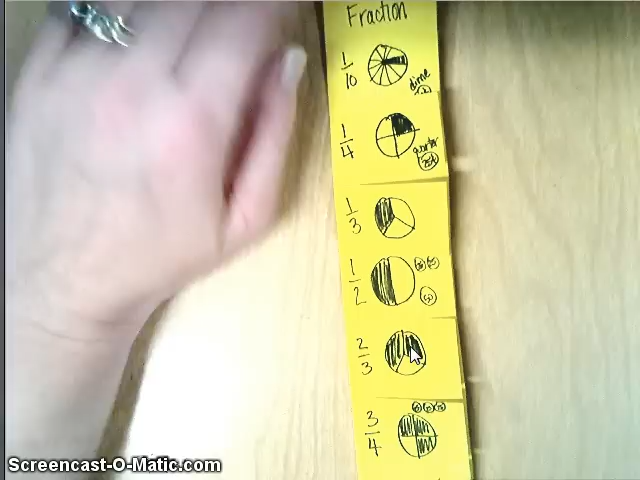 Fraction
1/10
dime
1/4
quarter
1/3
1/2
2/3
3/4
Screencast-O-Matic.com